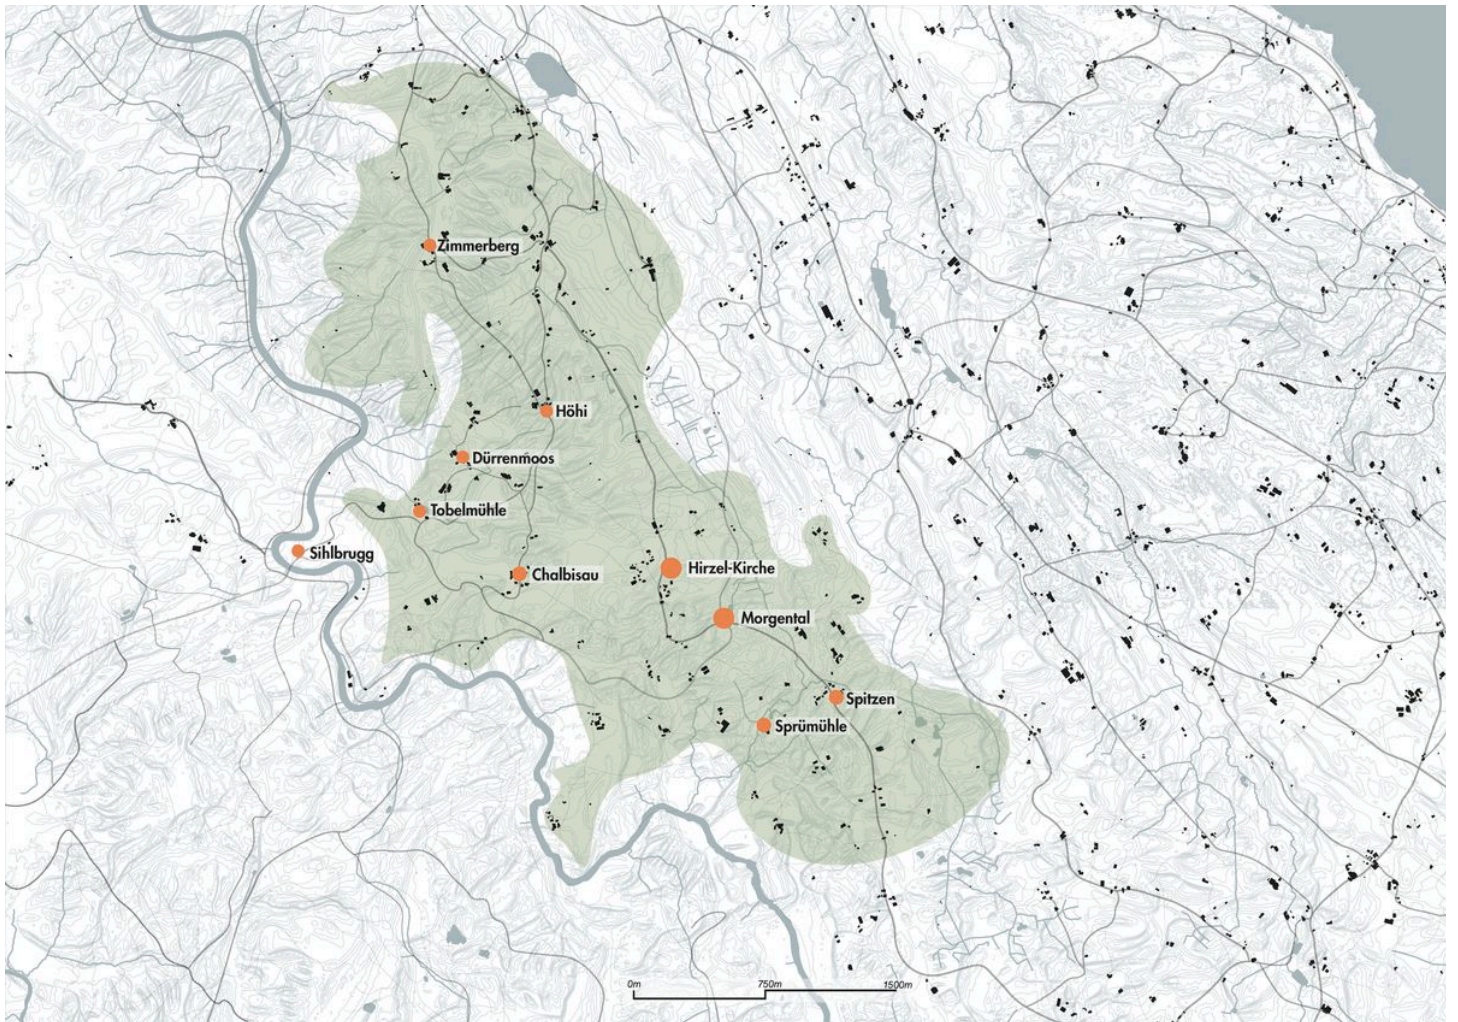 Zimmerberg
Höhi
Dürrenmoos
Tobelmühle
Sihlbrugg
Chalbisau
Hirzel-Kirche
Morgental
Spitzen
Sprümühle
0m 750m 1500m